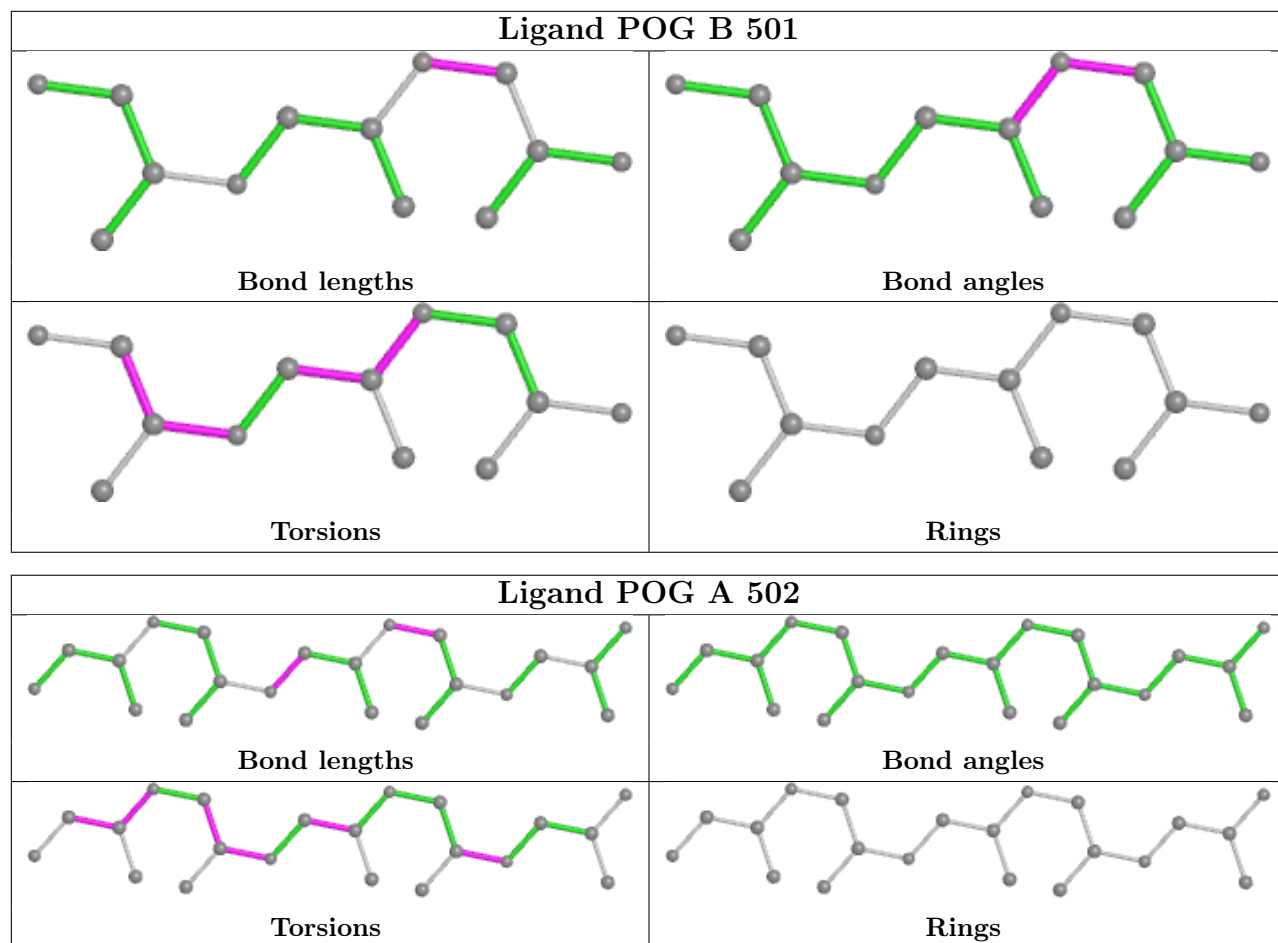 Ligand POG B 501
Bond lengths
Bond angles
Torsions
Rings
Ligand POG A 502
Bond lengths
Bond angles
Torsions
Rings